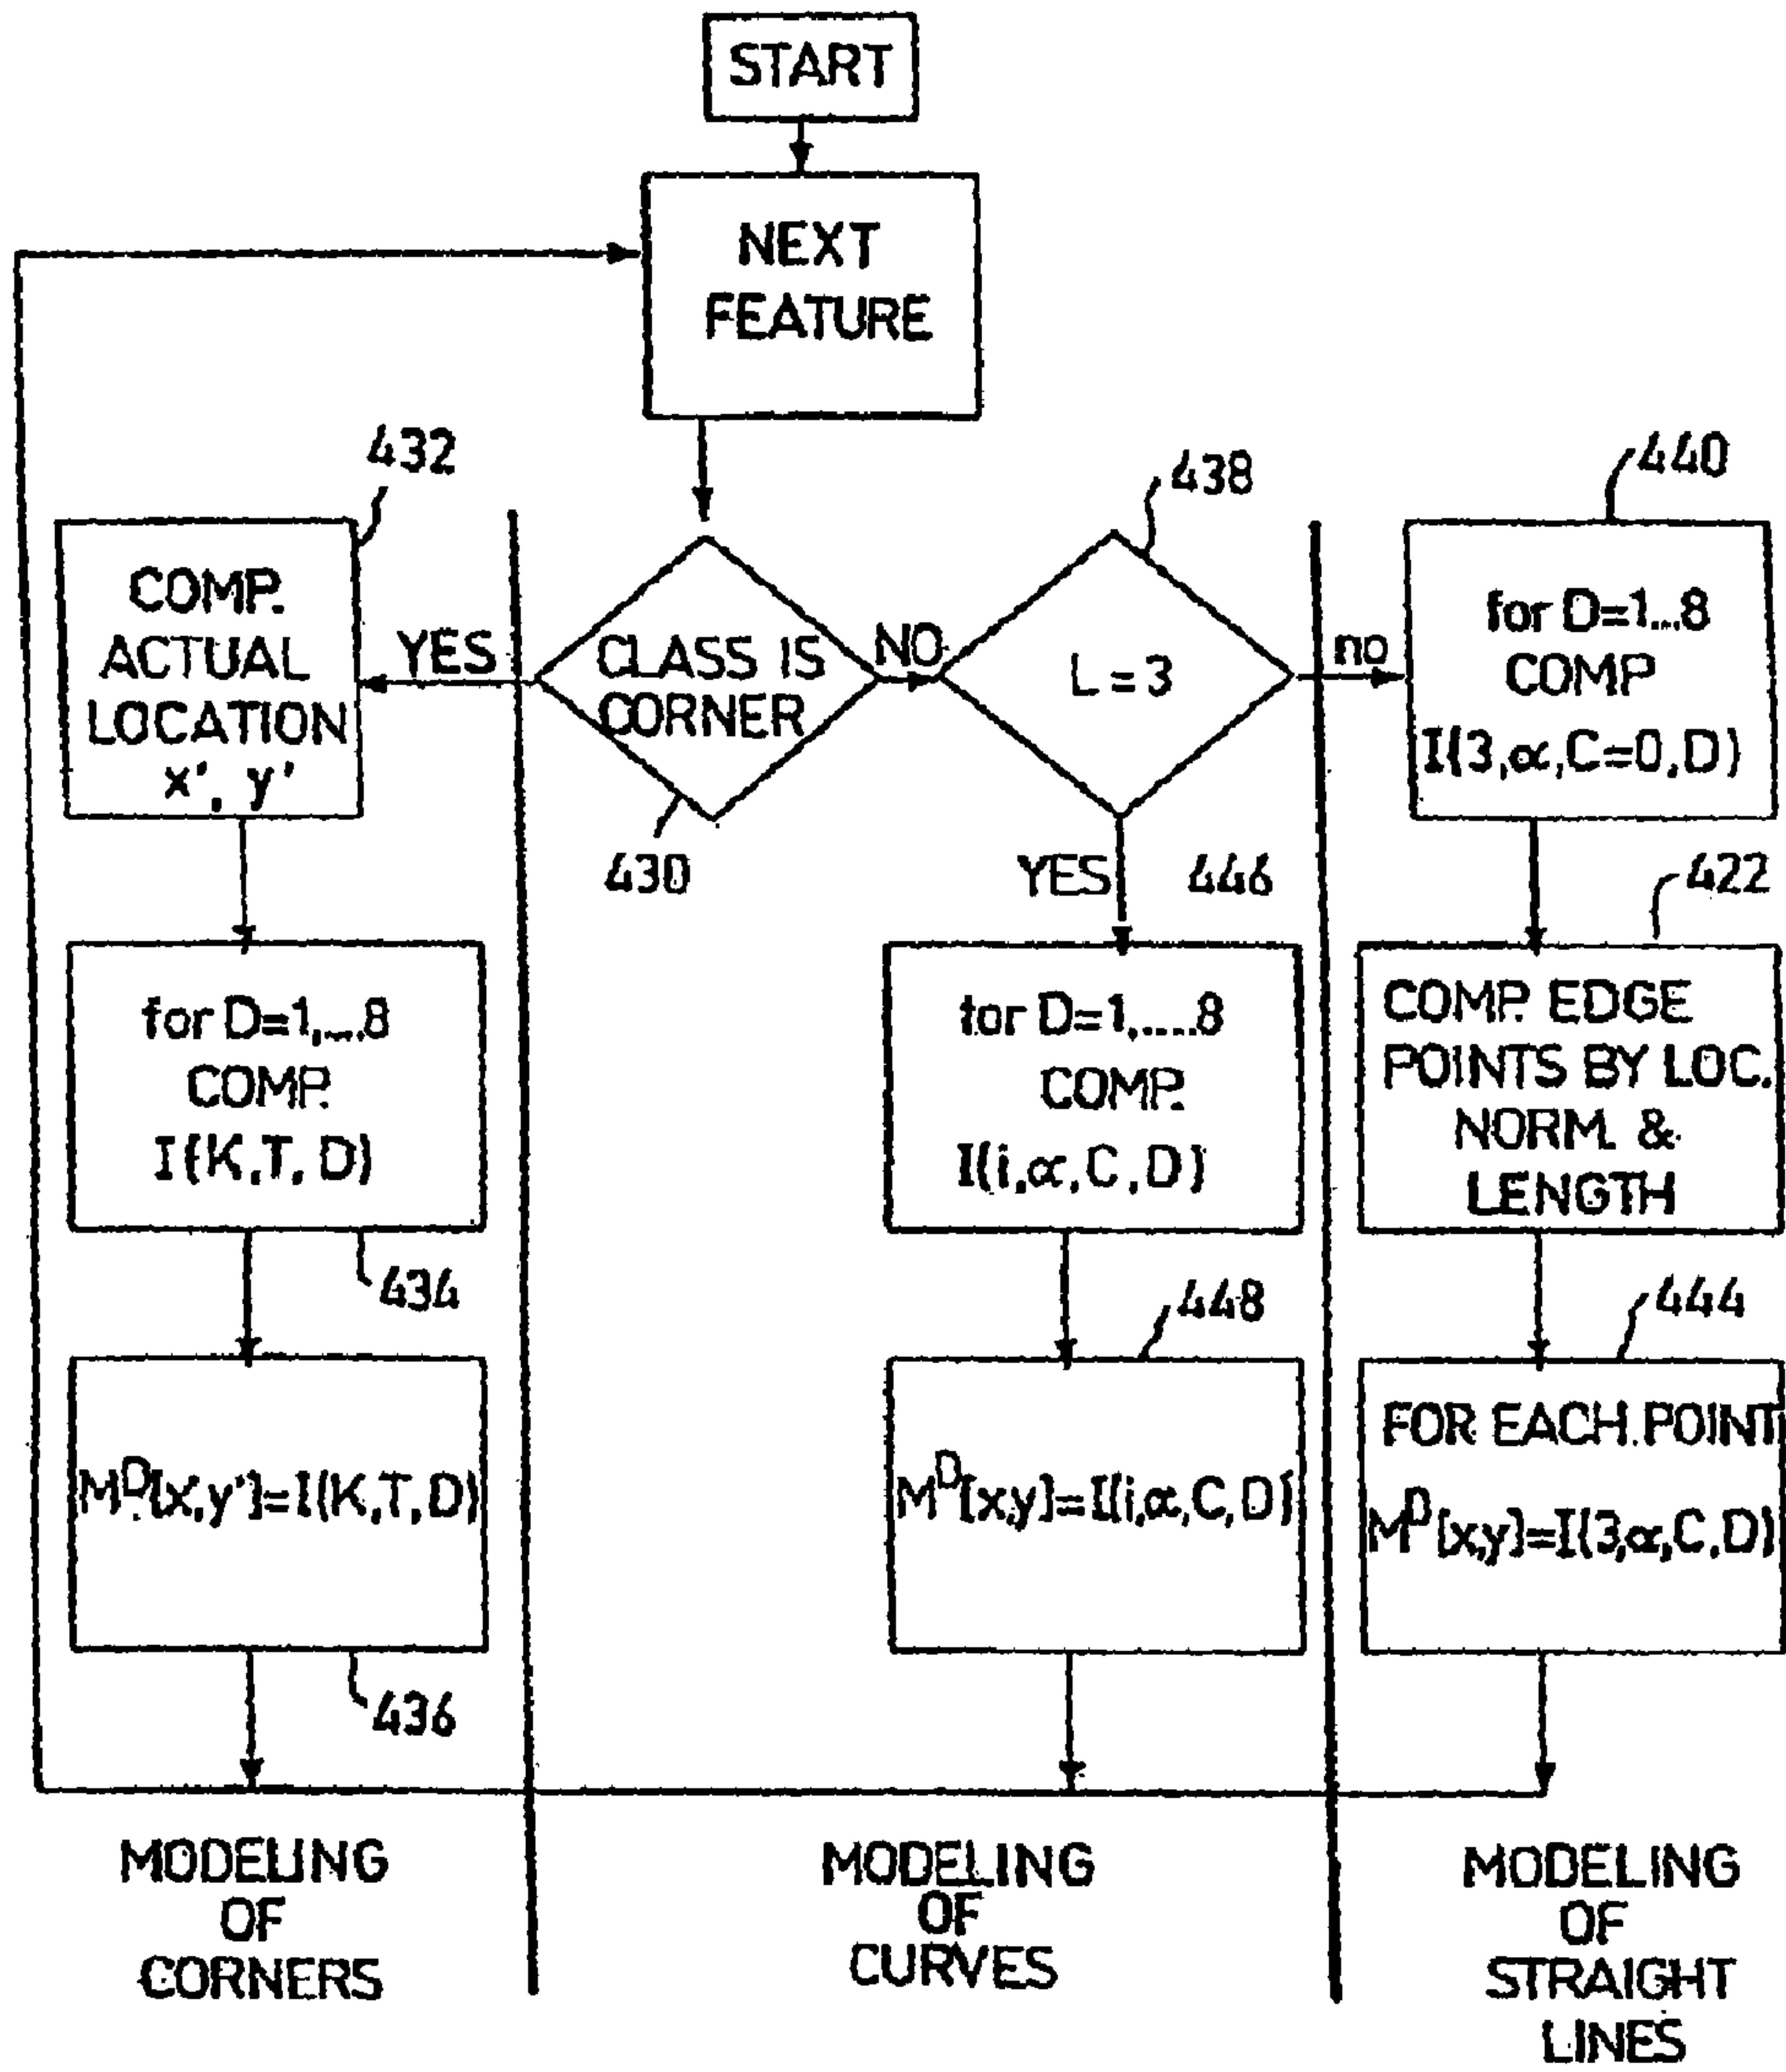 START
NEXT
FEATURE
432
438
440
COMP.
ACTUAL
LOCATION
x', y'
YES
CLASS IS
CORNER
NO
L = 3
no
for D=1...8
COMP
I(3,α,C=0,D)
430
YES
446
422
for D=1,...8
COMP.
I(K,T,D)
tor D=1,....8
COMP.
I(i,α,C,D)
COMP. EDGE
POINTS BY LOC.
NORM. &
LENGTH
434
448
444
M^D[x',y']=I(K,T,D)
M^D[x,y]=I(i,α,C,D)
FOR EACH.POINT
M^D[x,y]=I(3,α,C,D)
436
MODELING
OF
CORNERS
MODELING
OF
CURVES
MODELING
OF
STRAIGHT
LINES